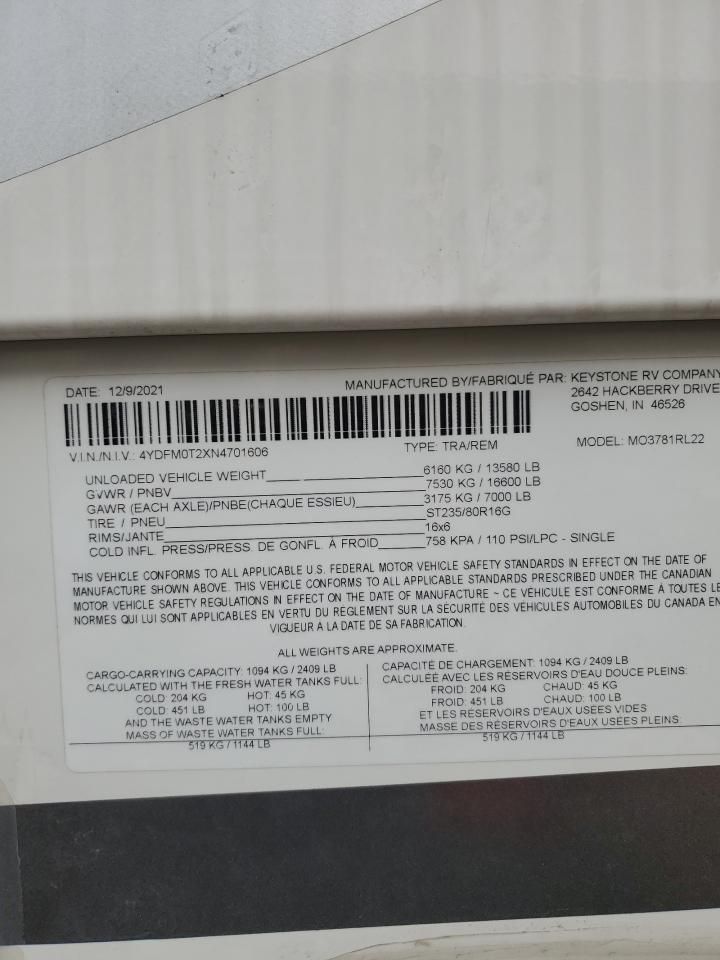 DATE: 12/9/2021
MANUFACTURED BY/FABRIQUÉ PAR: KEYSTONE RV COMPANY
2642 HACKBERRY DRIVE
GOSHEN, IN 46526
V.I.N./N.I.V.: 4YDFM0T2XN4701606
TYPE: TRA/REM
MODEL: MO3781RL22
UNLOADED VEHICLE WEIGHT 6160 KG / 13580 LB
GVWR / PNBV 7530 KG / 16600 LB
GAWR (EACH AXLE)/PNBE(CHAQUE ESSIEU) 3175 KG / 7000 LB
TIRE / PNEU ST235/80R16G
RIMS/JANTE 16x6
COLD INFL. PRESS/PRESS. DE GONFL. À FROID 758 KPA / 110 PSI/LPC - SINGLE
THIS VEHICLE CONFORMS TO ALL APPLICABLE U.S. FEDERAL MOTOR VEHICLE SAFETY STANDARDS IN EFFECT ON THE DATE OF
MANUFACTURE SHOWN ABOVE. THIS VEHICLE CONFORMS TO ALL APPLICABLE STANDARDS PRESCRIBED UNDER THE CANADIAN
MOTOR VEHICLE SAFETY REGULATIONS IN EFFECT ON THE DATE OF MANUFACTURE ~ CE VÉHICULE EST CONFORME À TOUTES LE
NORMES QUI LUI SONT APPLICABLES EN VERTU DU RÈGLEMENT SUR LA SÉCURITÉ DES VÉHICULES AUTOMOBILES DU CANADA EN
VIGUEUR À LA DATE DE SA FABRICATION.
ALL WEIGHTS ARE APPROXIMATE.
CARGO-CARRYING CAPACITY: 1094 KG / 2409 LB
CALCULATED WITH THE FRESH WATER TANKS FULL:
COLD: 204 KG HOT: 45 KG
COLD: 451 LB HOT: 100 LB
AND THE WASTE WATER TANKS EMPTY
MASS OF WASTE WATER TANKS FULL:
519 KG / 1144 LB
CAPACITÉ DE CHARGEMENT: 1094 KG / 2409 LB
CALCULÉE AVEC LES RÉSERVOIRS D'EAU DOUCE PLEINS:
FROID: 204 KG CHAUD: 45 KG
FROID: 451 LB CHAUD: 100 LB
ET LES RÉSERVOIRS D'EAUX USÉES VIDES
MASSE DES RÉSERVOIRS D'EAUX USÉES PLEINS:
519 KG / 1144 LB